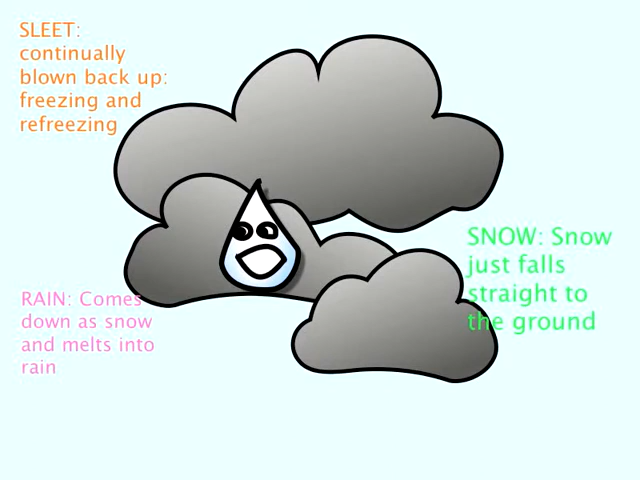 SLEET:
continually
blown back up:
freezing and
refreezing
SNOW: Snow
just falls
straight to
the ground
RAIN: Comes
down as snow
and melts into
rain